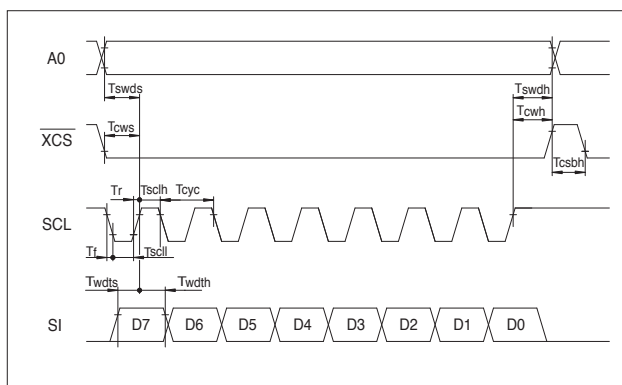 A0
Tswds
Tswdh
Tcws
Tcwh
XCS
Tcsbh
Tr
Tsclh
Tcyc
SCL
Tf
Tscll
Twdts
Twdth
SI
D7
D6
D5
D4
D3
D2
D1
D0